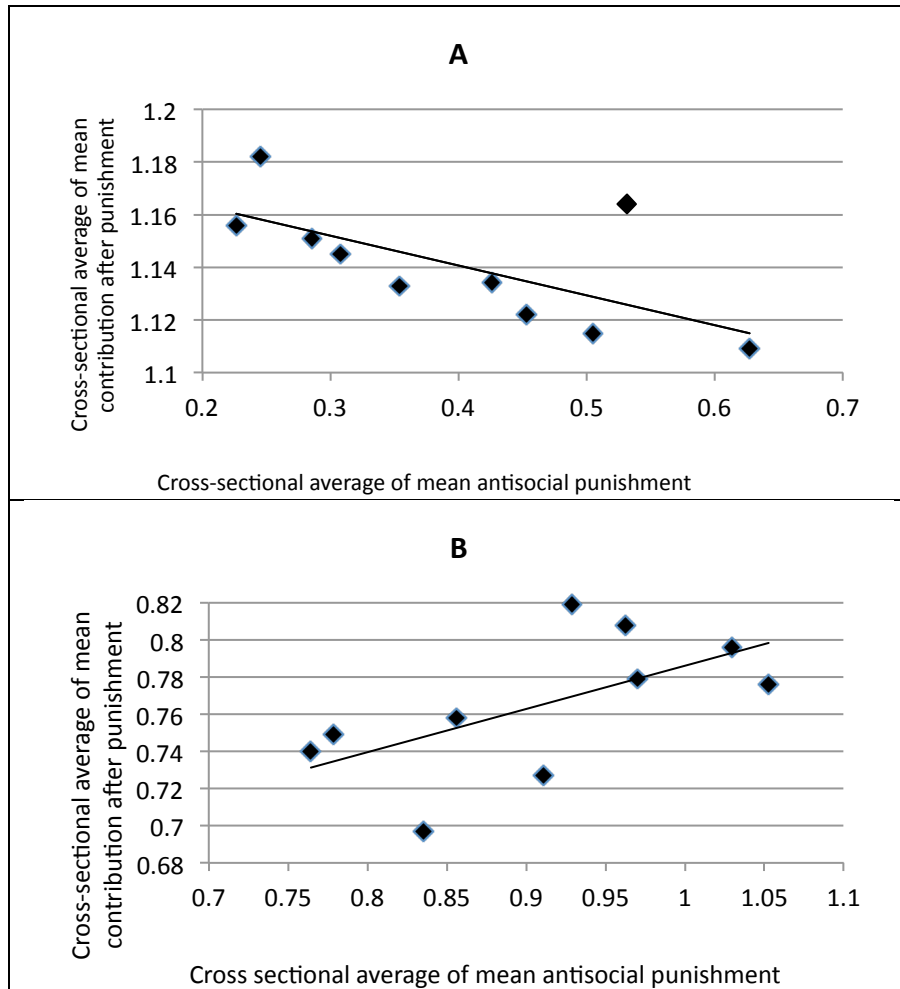 A
Cross-sectional average of mean
contribution after punishment
1.2
1.18
1.16
1.14
1.12
1.1
0.2 0.3 0.4 0.5 0.6 0.7
Cross-sectional average of mean antisocial punishment
B
Cross-sectional average of mean
contribution after punishment
0.82
0.8
0.78
0.76
0.74
0.72
0.7
0.68
0.7 0.75 0.8 0.85 0.9 0.95 1 1.05 1.1
Cross sectional average of mean antisocial punishment